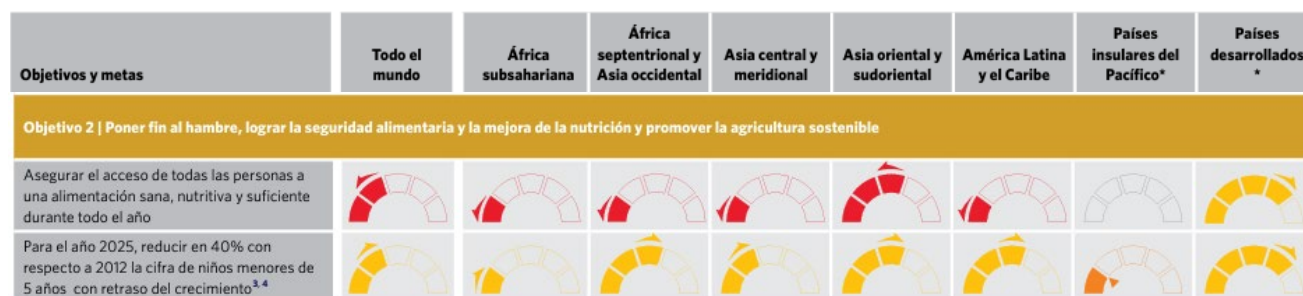 Objetivos y metas
Todo el
mundo
África
subsahariana
África
septentrional y
Asia occidental
Asia central y
meridional
Asia oriental y
sudoriental
América Latina
y el Caribe
Países
insulares del
Pacífico*
Países
desarrollados
*
Objetivo 2 | Poner fin al hambre, lograr la seguridad alimentaria y la mejora de la nutrición y promover la agricultura sostenible
Asegurar el acceso de todas las personas a
una alimentación sana, nutritiva y suficiente
durante todo el año
Para el año 2025, reducir en 40% con
respecto a 2012 la cifra de niños menores de
5 años con retraso del crecimiento3, 4